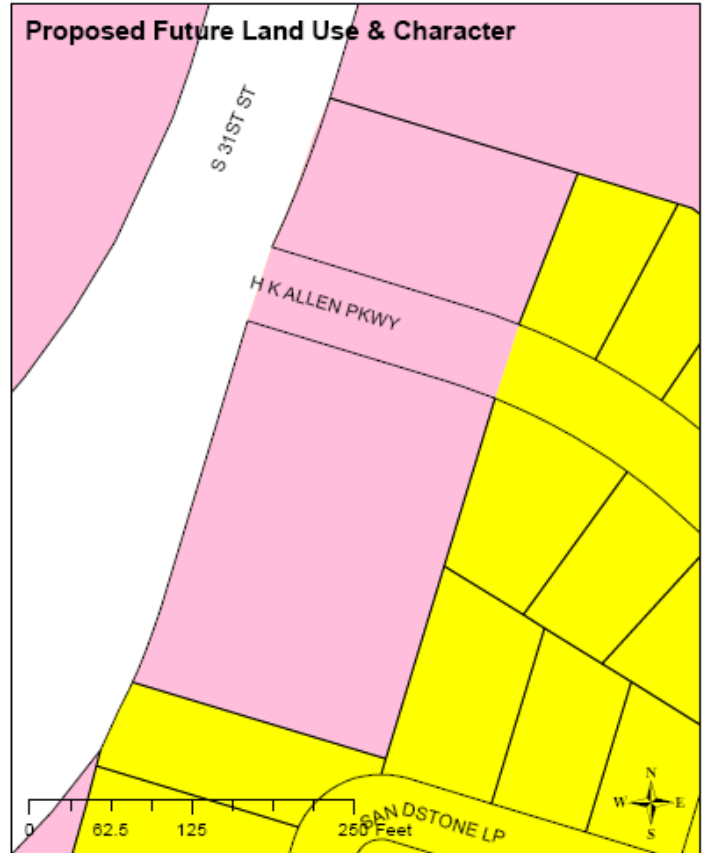 Proposed Future Land Use & Character
S 31ST ST
H K ALLEN PKWY
N
W E
S
0 62.5 125 250 Feet
SAN DSTONE LP